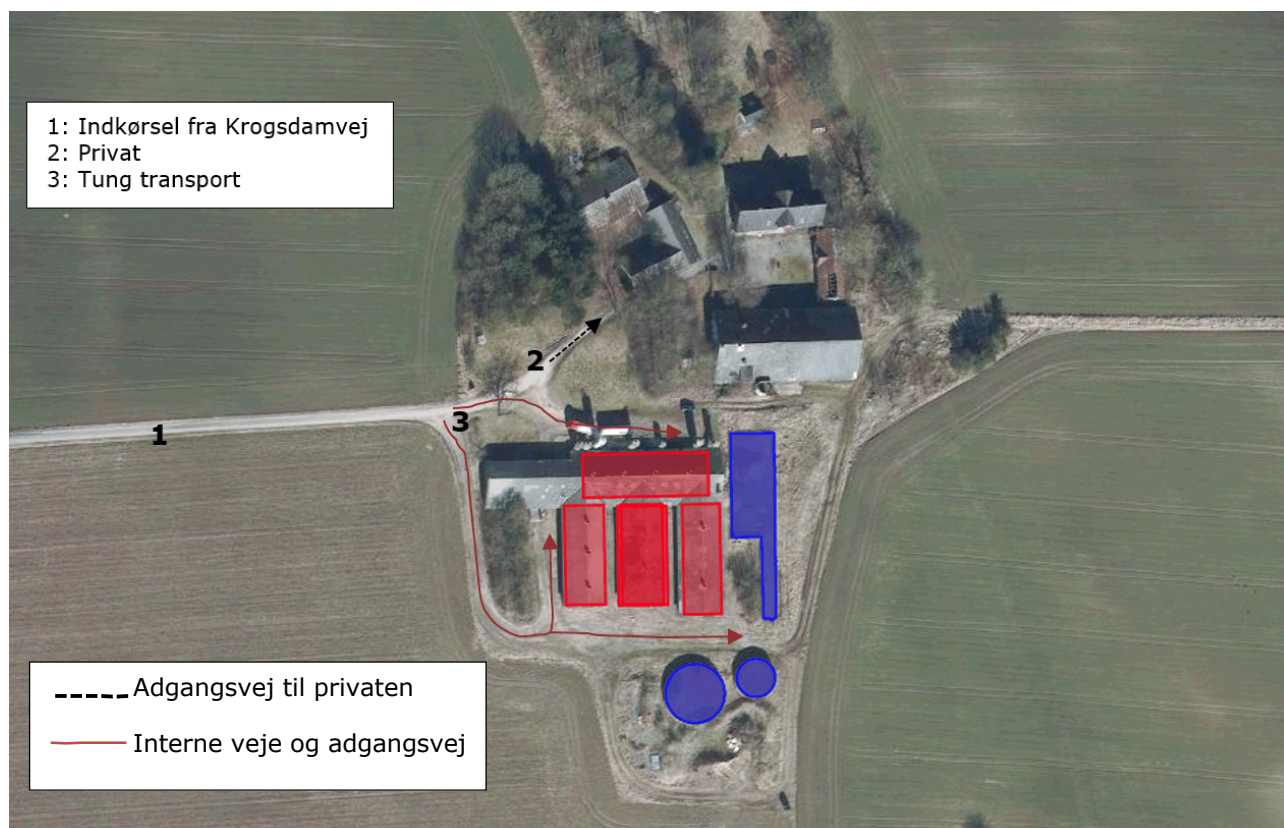 1: Indkørsel fra Krogsdamvej
2: Privat
3: Tung transport
2
3
1
Adgangsvej til privaten
Interne veje og adgangsvej